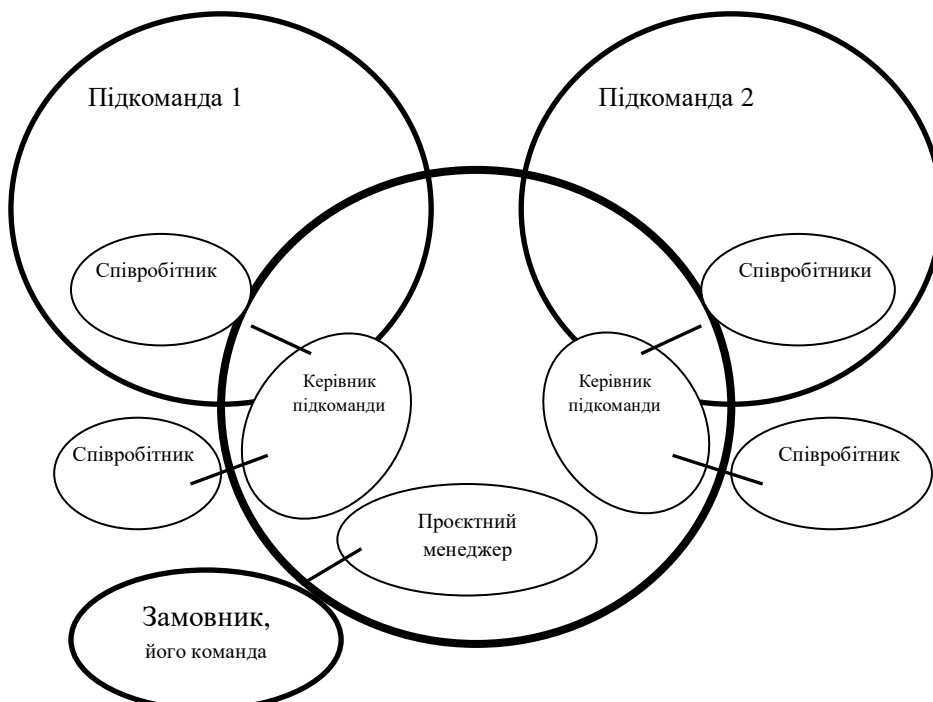 Підкоманда 1
Підкоманда 2
Співробітник
Співробітники
Керівник
підкоманди
Керівник
підкоманди
Співробітник
Співробітник
Проєктний
менеджер
Замовник,
його команда